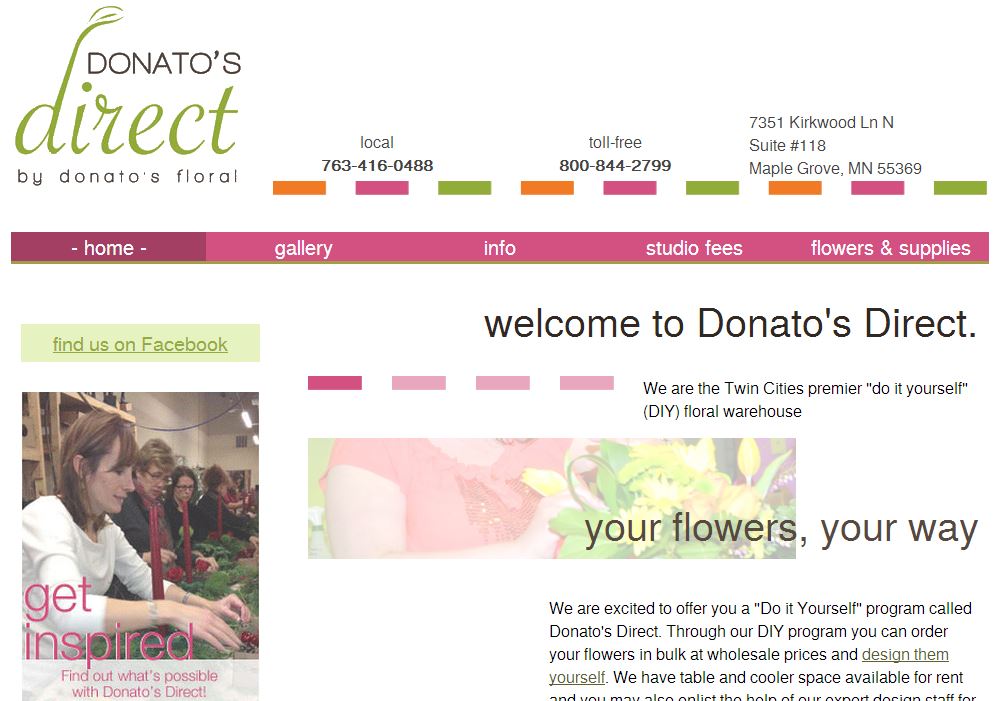 DONATO'S
direct
by donato's floral
local
763-416-0488
toll-free
800-844-2799
7351 Kirkwood Ln N
Suite #118
Maple Grove, MN 55369
- home -
gallery
info
studio fees
flowers & supplies
find us on Facebook
get
inspired
Find out what's possible
with Donato's Direct!
welcome to Donato's Direct.
We are the Twin Cities premier "do it yourself"
(DIY) floral warehouse
your flowers, your way
We are excited to offer you a "Do it Yourself" program called
Donato's Direct. Through our DIY program you can order
your flowers in bulk at wholesale prices and design them
yourself. We have table and cooler space available for rent
and you may also enlist the help of our expert design staff for